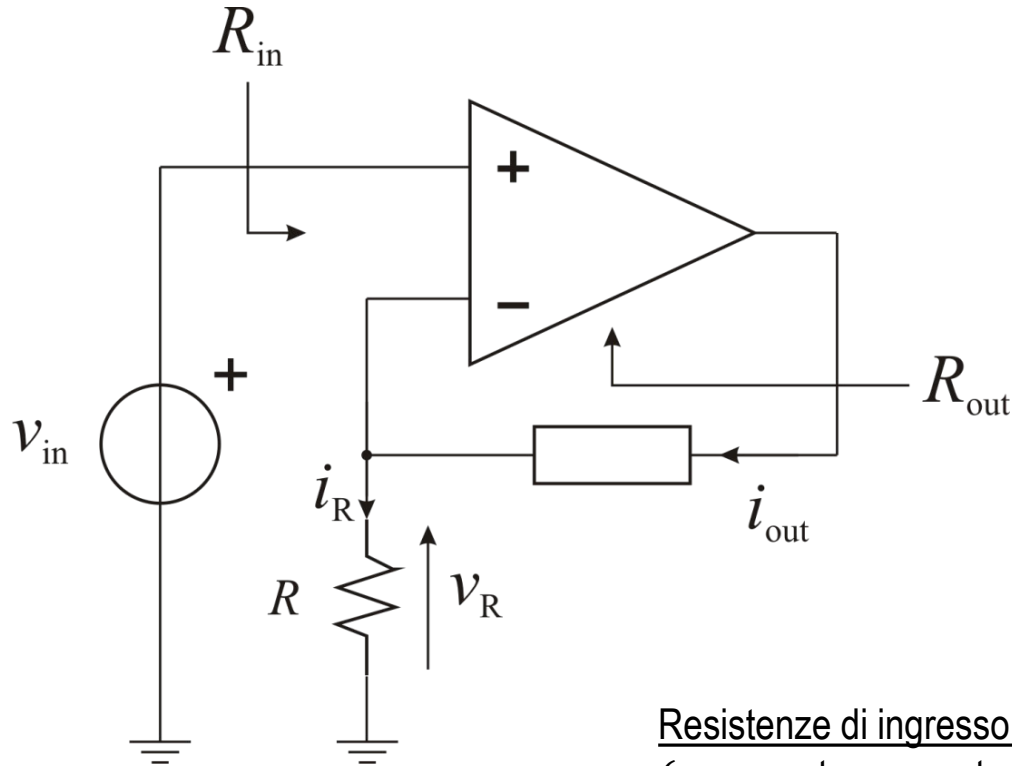 R_in
+
−
+
v_in
R_out
i_R
i_out
R
v_R
Resistenze di ingresso